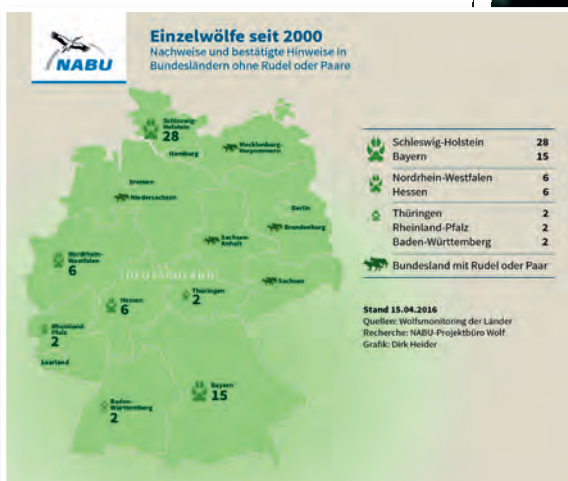 NABU
Einzelwölfe seit 2000
Nachweise und bestätigte Hinweise in
Bundesländern ohne Rudel oder Paare
Schleswig-
Holstein
28
Mecklenburg-
Vorpommern
Hamburg
Bremen
Niedersachsen
Berlin
Brandenburg
Sachsen-
Anhalt
Nordrhein-
Westfalen
6
DEUTSCHLAND
Sachsen
Hessen
6
Thüringen
2
Rheinland-
Pfalz
2
Saarland
Bayern
15
Baden-
Württemberg
2
Schleswig-Holstein 28
Bayern 15
Nordrhein-Westfalen 6
Hessen 6
Thüringen 2
Rheinland-Pfalz 2
Baden-Württemberg 2
Bundesland mit Rudel oder Paar
Stand 15.04.2016
Quellen: Wolfsmonitoring der Länder
Recherche: NABU-Projektbüro Wolf
Grafik: Dirk Heider